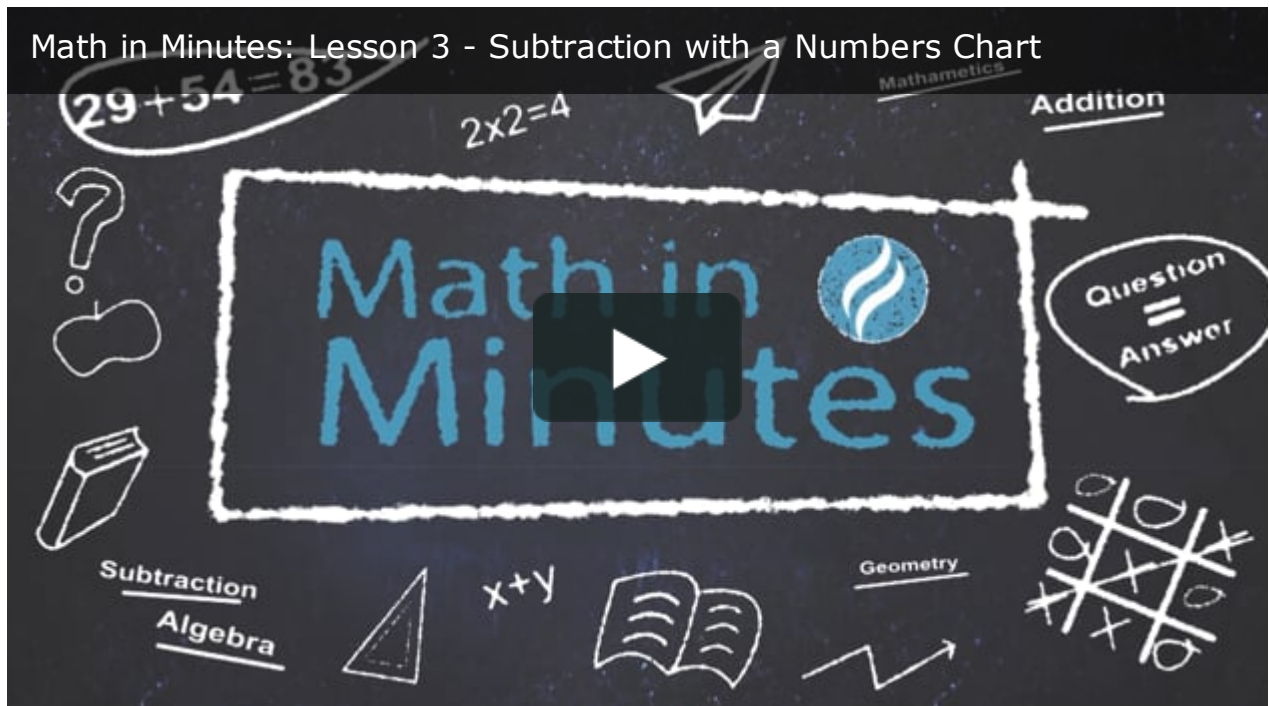 Math in Minutes: Lesson 3 - Subtraction with a Numbers Chart
29+54=83
2x2=4
Mathametics
Addition
Math in
Minutes
Question
=
Answer
Subtraction
Algebra
x+y
Geometry